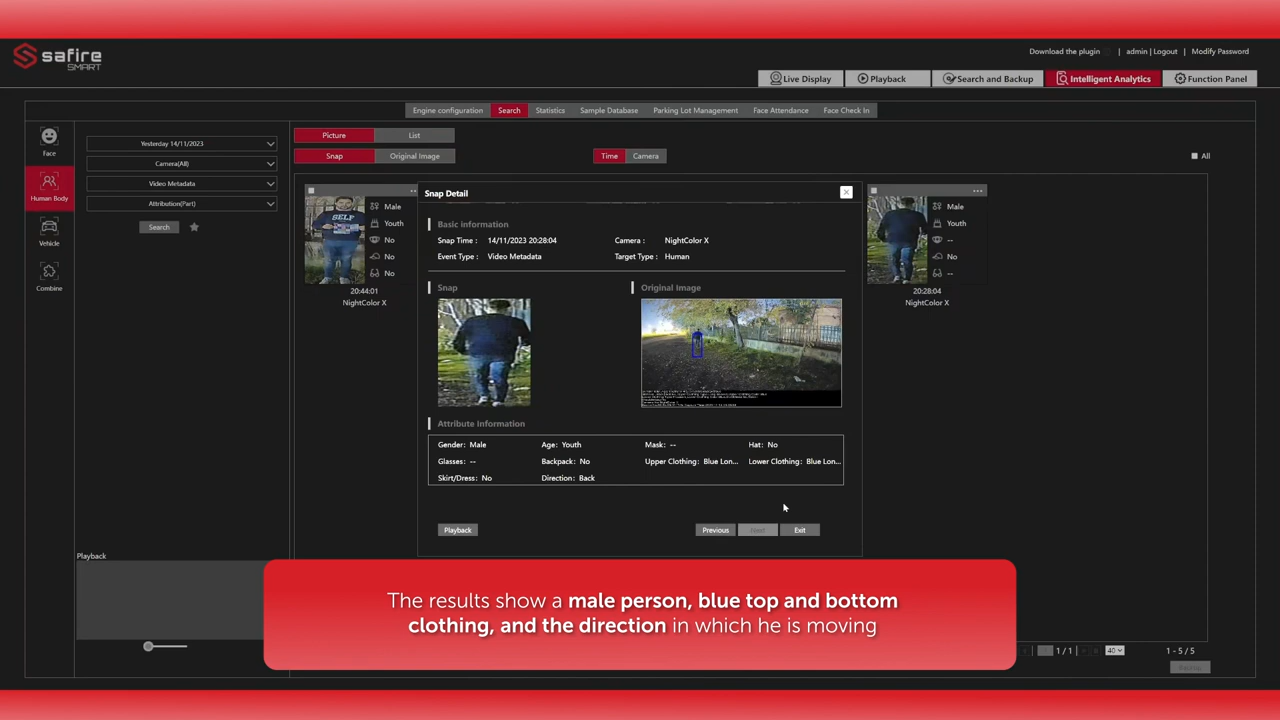 safire
SMART
Download the plugin | admin | Logout | Modify Password
Live Display
Playback
Search and Backup
Intelligent Analytics
Function Panel
Engine configuration
Search
Statistics
Sample Database
Parking Lot Management
Face Attendance
Face Check In
Face
Human Body
Vehicle
Combine
Yesterday 14/11/2023
Camera(All)
Video Metadata
Attribution(Part)
Search
Picture
List
Snap
Original Image
Time
Camera
All
SELF
Male
Youth
No
No
No
20:44:01
NightColor X
Snap Detail
Basic information
Snap Time : 14/11/2023 20:28:04
Camera : NightColor X
Event Type : Video Metadata
Target Type : Human
Snap
Original Image
Attribute Information
Gender: Male Age: Youth Mask: -- Hat: No
Glasses: -- Backpack: No Upper Clothing: Blue Lon... Lower Clothing: Blue Lon...
Skirt/Dress: No Direction: Back
Playback
Previous
Next
Exit
Male
Youth
--
No
--
20:28:04
NightColor X
Playback
The results show a male person, blue top and bottom
clothing, and the direction in which he is moving
1 / 1
40
1 - 5 / 5